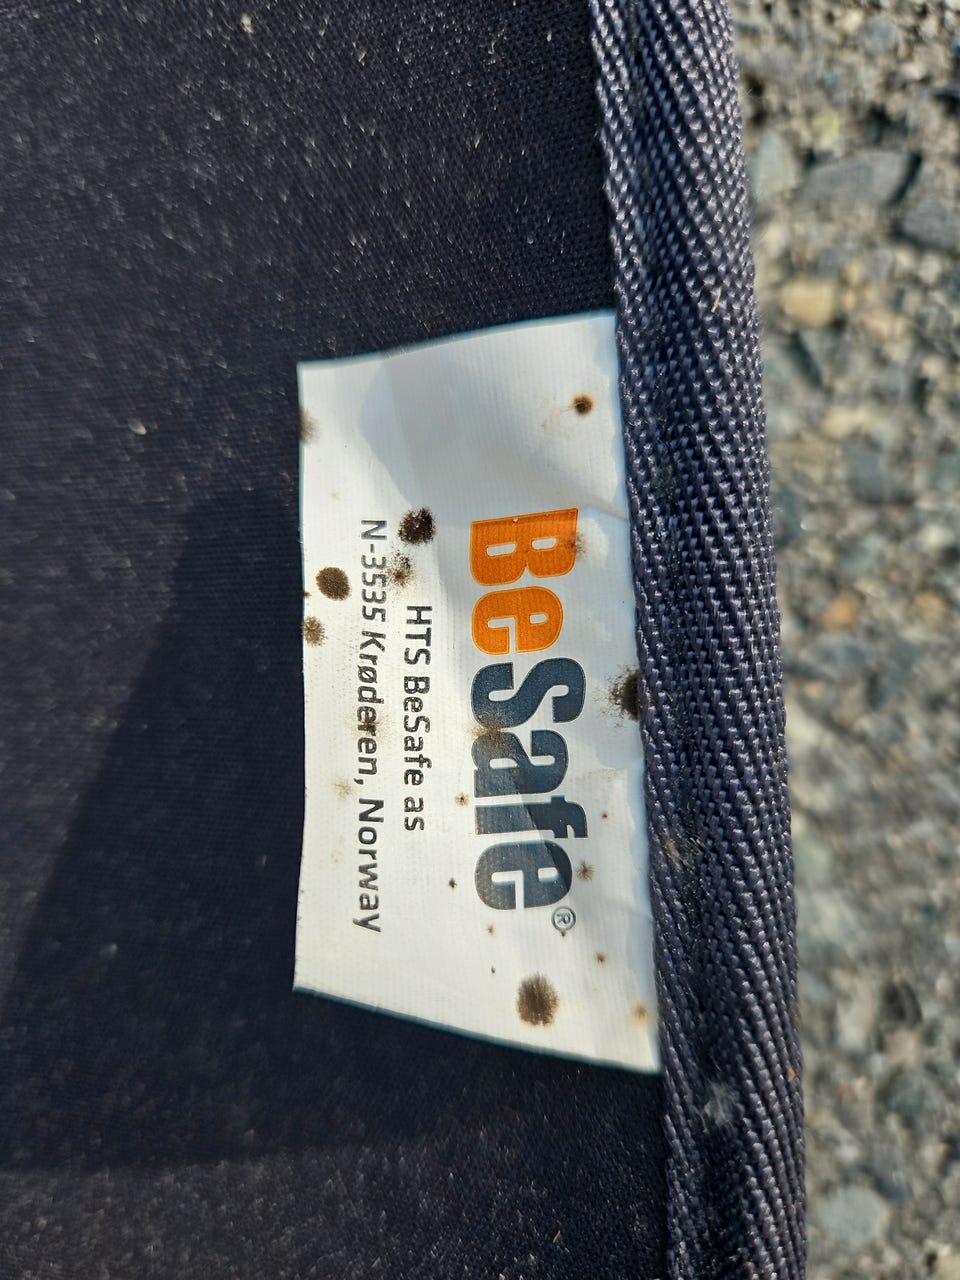 BeSafe®
HTS BeSafe as
N-3535 Krøderen, Norway